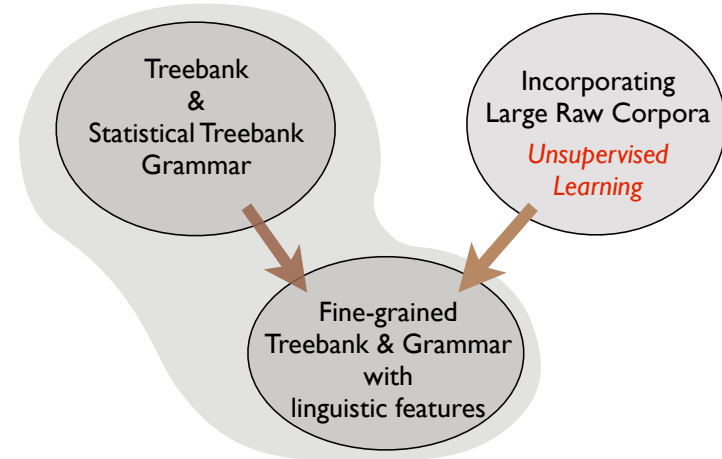 Treebank
&
Statistical Treebank
Grammar
Incorporating
Large Raw Corpora
Unsupervised
Learning
Fine-grained
Treebank & Grammar
with
linguistic features